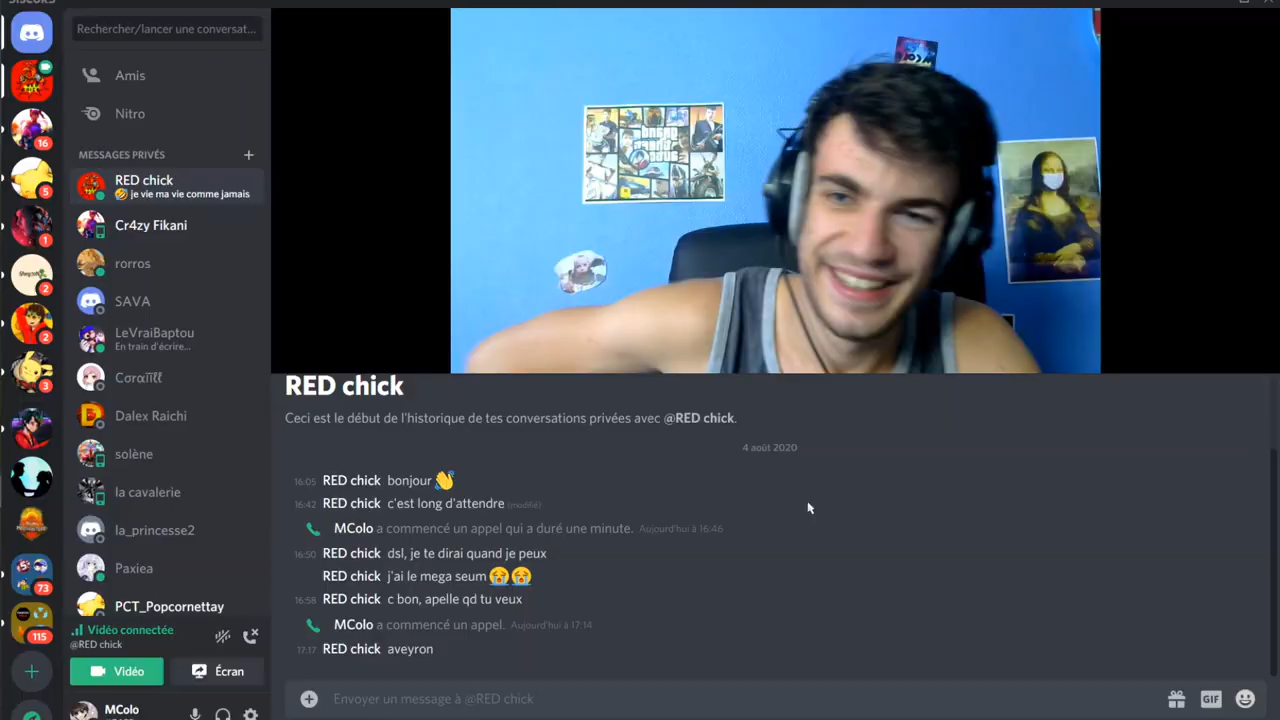 Rechercher/lancer une conversat...
Amis
Nitro
MESSAGES PRIVÉS
RED chick
🤣 je vie ma vie comme jamais
Cr4zy Fikani
rorros
SAVA
LeVraiBaptou
En train d'écrire...
Cσrαïïℓℓ
Dalex Raichi
solène
la cavalerie
la_princesse2
Paxiea
PCT_Popcornettay
Vidéo connectée
@RED chick
Vidéo
Écran
MColo
16
5
1
2
2
3
73
115
RED chick
Ceci est le début de l'historique de tes conversations privées avec @RED chick.
4 août 2020
16:05 RED chick bonjour 👋
16:42 RED chick c'est long d'attendre (modifié)
MColo a commencé un appel qui a duré une minute. Aujourd'hui à 16:46
16:50 RED chick dsl, je te dirai quand je peux
RED chick j'ai le mega seum 😭😭
16:58 RED chick c bon, apelle qd tu veux
MColo a commencé un appel. Aujourd'hui à 17:14
17:17 RED chick aveyron
Envoyer un message à @RED chick
GIF